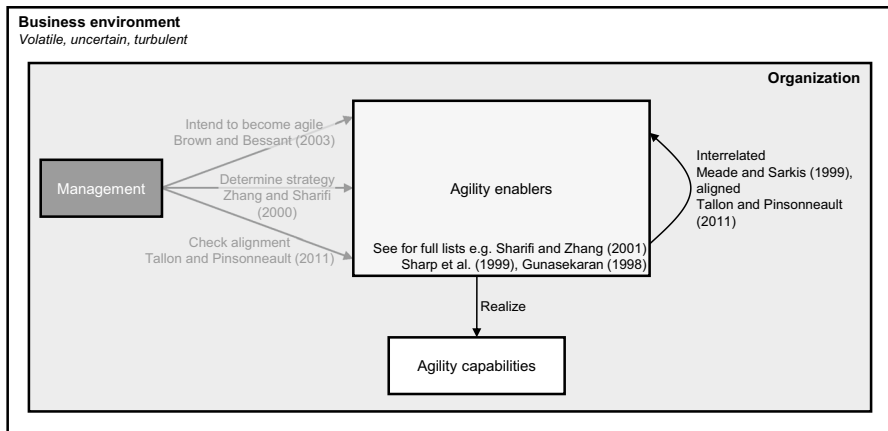 Business environment
Volatile, uncertain, turbulent
Organization
Intend to become agile
Brown and Bessant (2003)
Management
Determine strategy
Zhang and Sharifi
(2000)
Check alignment
Tallon and Pinsonneault (2011)
Agility enablers
See for full lists e.g. Sharifi and Zhang (2001)
Sharp et al. (1999), Gunasekaran (1998)
Interrelated
Meade and Sarkis (1999),
aligned
Tallon and Pinsonneault
(2011)
Realize
Agility capabilities